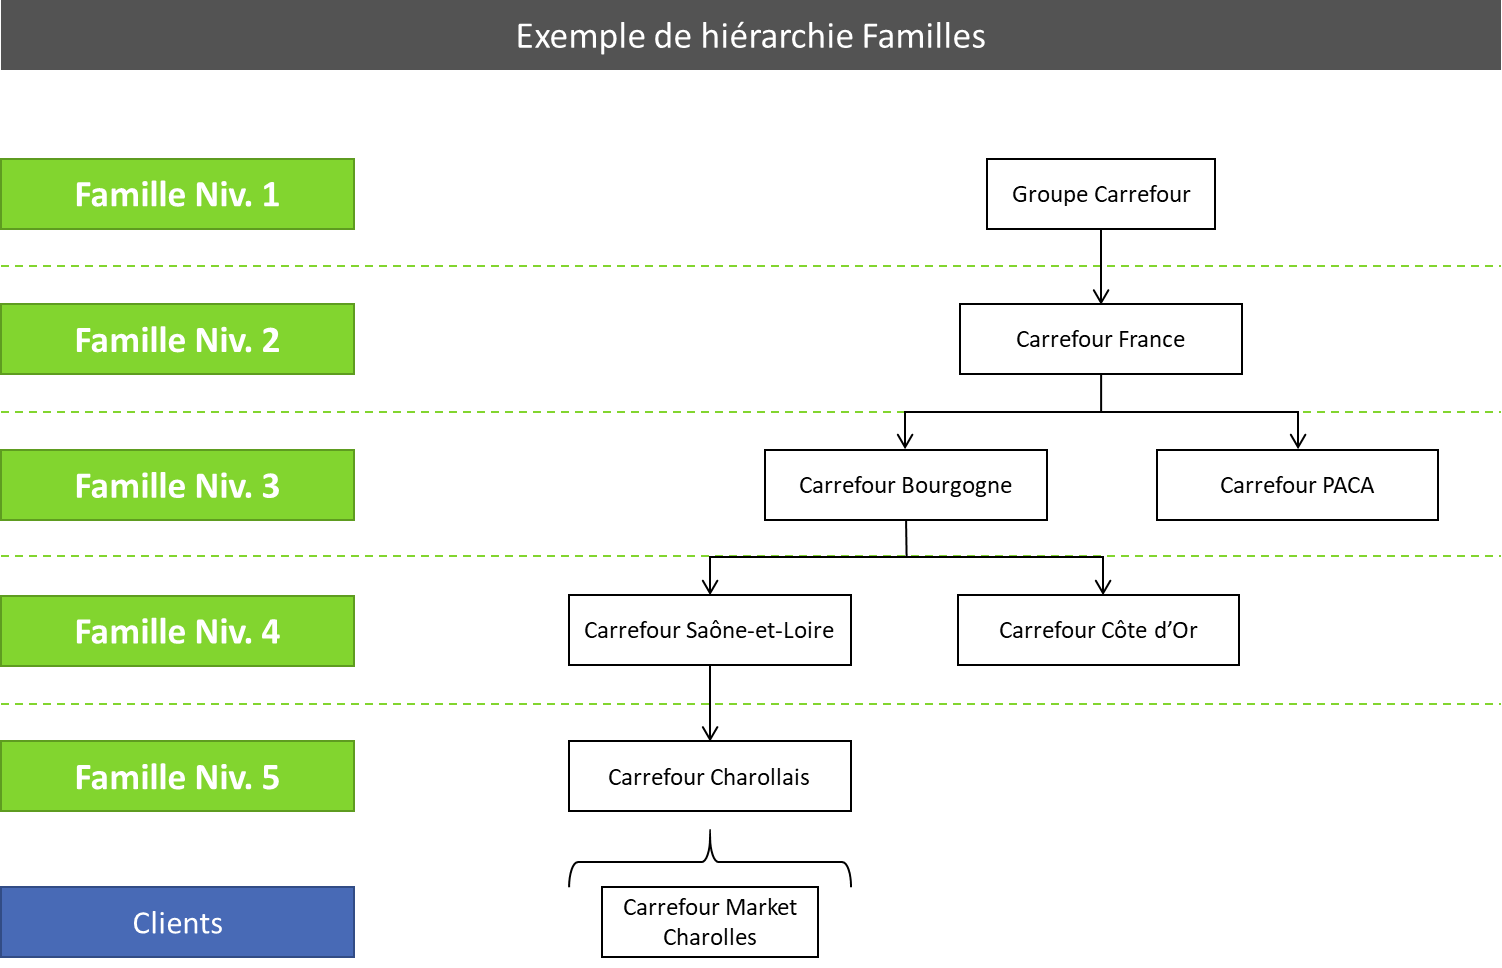 Exemple de hiérarchie Familles
Famille Niv. 1
Groupe Carrefour
Famille Niv. 2
Carrefour France
Famille Niv. 3
Carrefour Bourgogne
Carrefour PACA
Famille Niv. 4
Carrefour Saône-et-Loire
Carrefour Côte d’Or
Famille Niv. 5
Carrefour Charollais
Clients
Carrefour Market
Charolles